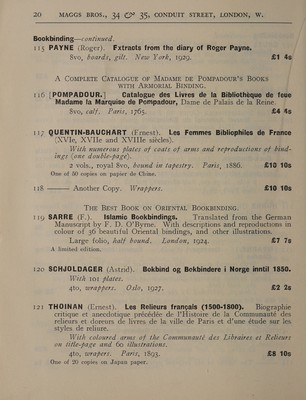 20 MAGGS BROS., 34 & 35, CONDUIT STREET, LONDON, W.
Bookbinding—continued.
115 PAYNE (Roger). Extracts from the diary of Roger Payne.
8vo, boards, gilt. New York, 1929. £1 4s
A Complete Catalogue of Madame de Pompadour's Books
with Armorial Binding.
116 [POMPADOUR.] Catalogue des Livres de la Bibliothèque de feue
Madame la Marquise de Pompadour, Dame de Palais de la Reine.
8vo, calf. Paris, 1765. £4 4s
117 QUENTIN-BAUCHART (Ernest). Les Femmes Bibliophiles de France
(XVIe, XVIIe and XVIIIe siècles).
With numerous plates of coats of arms and reproductions of bind-
ings (one double-page).
2 vols., royal 8vo, bound in tapestry. Paris, 1886. £10 10s
One of 50 copies on papier de Chine.
118 ——— Another Copy. Wrappers. £10 10s
The Best Book on Oriental Bookbinding.
119 SARRE (F.). Islamic Bookbindings. Translated from the German
Manuscript by F. D. O'Byrne. With descriptions and reproductions in
colour of 36 beautiful Oriental bindings, and other illustrations.
Large folio, half bound. London, 1924. £7 7s
A limited edition.
120 SCHJOLDAGER (Astrid). Bokbind og Bokbindere i Norge inntil 1850.
With 101 plates.
4to, wrappers. Oslo, 1927. £2 2s
121 THOINAN (Ernest). Les Relieurs français (1500-1800). Biographie
critique et anecdotique précédée de l'Histoire de la Communauté des
relieurs et doreurs de livres de la ville de Paris et d'une étude sur les
styles de reliure.
With coloured arms of the Communauté des Libraires et Relieurs
on title-page and 60 illustrations.
4to, wrapers. Paris, 1893. £8 10s
One of 20 copies on Japan paper.